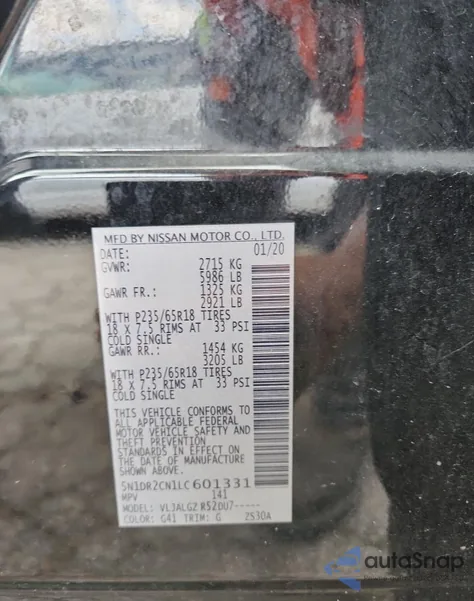 MFD BY NISSAN MOTOR CO., LTD.
DATE: 01/20
GVWR: 2715 KG
5986 LB
GAWR FR.: 1325 KG
2921 LB
WITH P235/65R18 TIRES
18 X 7.5 RIMS AT 33 PSI
COLD SINGLE
GAWR RR.: 1454 KG
3205 LB
WITH P235/65R18 TIRES
18 X 7.5 RIMS AT 33 PSI
COLD SINGLE
THIS VEHICLE CONFORMS TO
ALL APPLICABLE FEDERAL
MOTOR VEHICLE SAFETY AND
THEFT PREVENTION
STANDARDS IN EFFECT ON
THE DATE OF MANUFACTURE
SHOWN ABOVE.
5N1DR2CN1LC601331
MPV 141
MODEL: VLJALGZ R52DU7-----
COLOR: G41 TRIM: G ZS30A
autoSnap